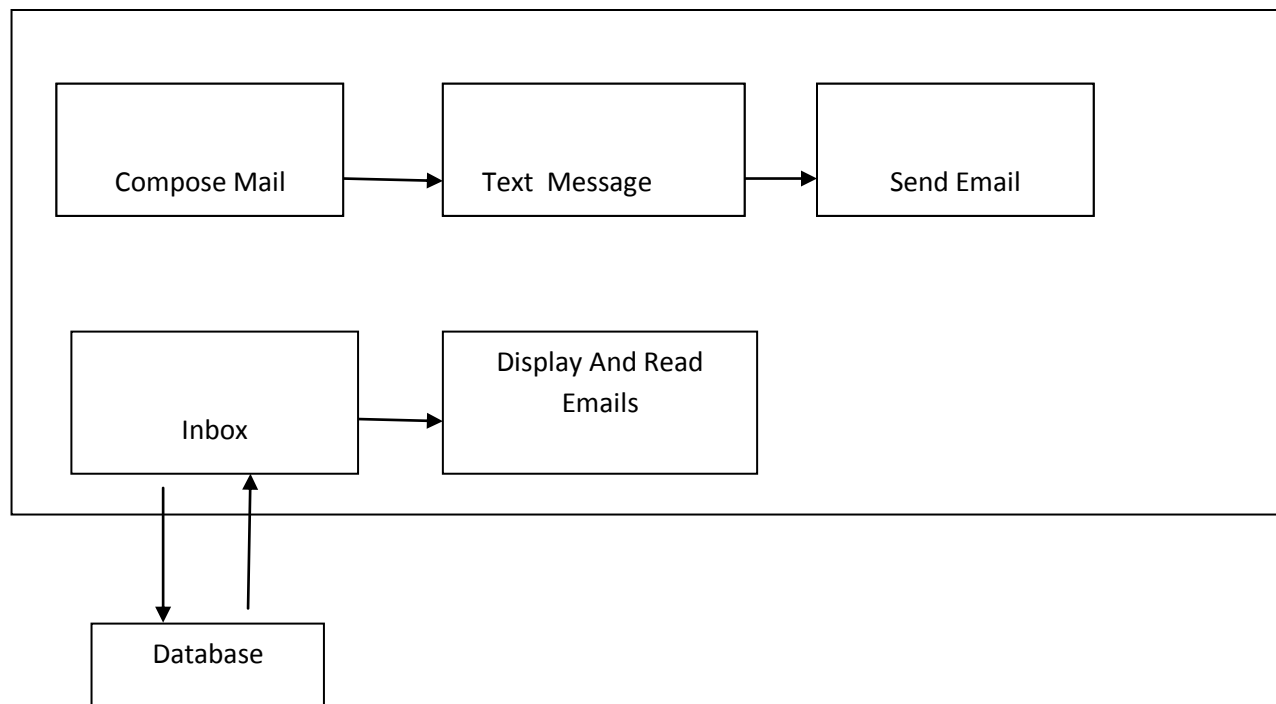 Compose Mail
Text  Message
Send Email
Inbox
Display And Read
Emails
Database